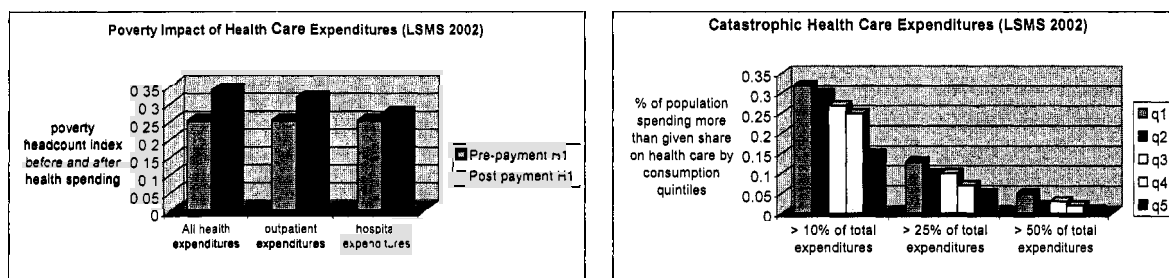 Poverty Impact of Health Care Expenditures (LSMS 2002)
poverty
headcount index
before and after
health spending
0 35
0 3
0 25
0 2
0 15
0 1
0 05
0
All health
expenditures
outpatient
expenditures
hospital
expenditures
Pre-payment H1
Post payment H1
Catastrophic Health Care Expenditures (LSMS 2002)
% of population
spending more
than given share
on health care by
consumption
quintiles
0.35
0.3
0.25
0.2
0.15
0.1
0.05
0
> 10% of total
expenditures
> 25% of total
expenditures
> 50% of total
expenditures
q1
q2
q3
q4
q5